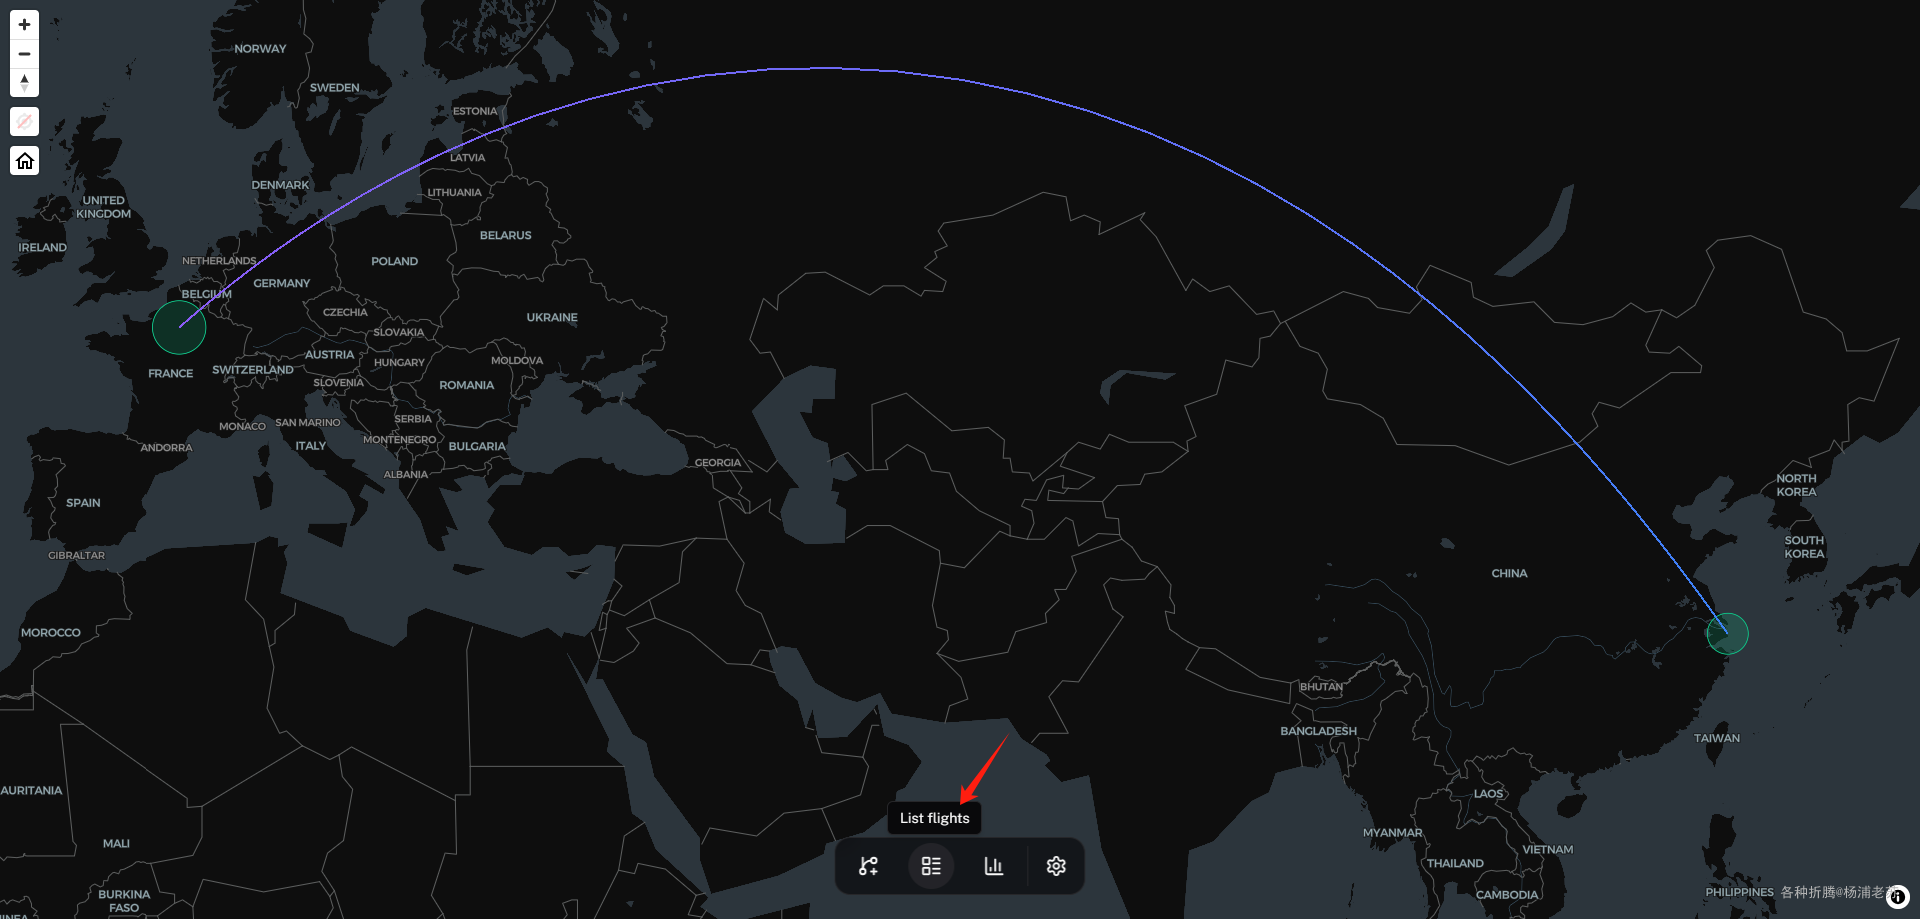 NORWAY
SWEDEN
ESTONIA
LATVIA
DENMARK
LITHUANIA
UNITED
KINGDOM
BELARUS
IRELAND
NETHERLANDS
POLAND
GERMANY
BELGIUM
CZECHIA
UKRAINE
SLOVAKIA
AUSTRIA
MOLDOVA
HUNGARY
SWITZERLAND
FRANCE
SLOVENIA
ROMANIA
SERBIA
SAN MARINO
MONACO
MONTENEGRO
ITALY
BULGARIA
ANDORRA
GEORGIA
ALBANIA
NORTH
KOREA
SPAIN
SOUTH
KOREA
GIBRALTAR
CHINA
MOROCCO
BHUTAN
BANGLADESH
TAIWAN
AURITANIA
LAOS
List flights
MYANMAR
MALI
VIETNAM
THAILAND
BURKINA
FASO
CAMBODIA
PHILIPPINES
各种折腾@杨浦老
INEA